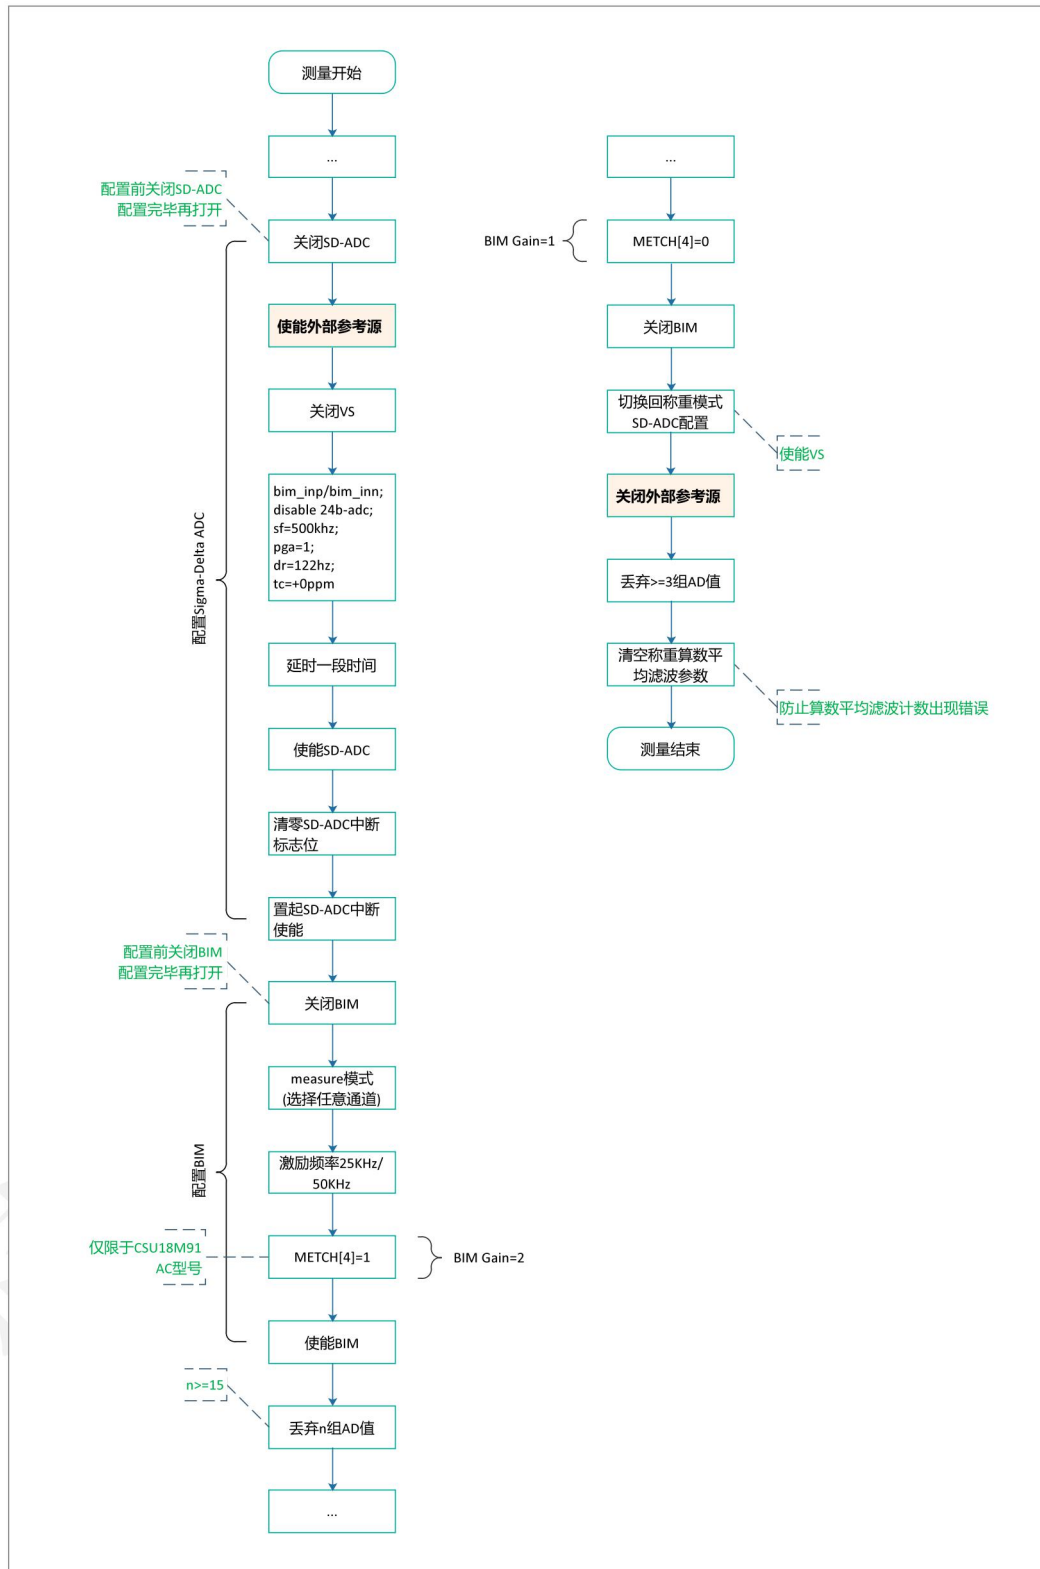 测量开始
...
配置前关闭SD-ADC
配置完毕再打开
关闭SD-ADC
使能外部参考源
关闭VS
bim_inp/bim_inn;
disable 24b-adc;
sf=500khz;
pga=1;
dr=122hz;
tc=+0ppm
配置Sigma-Delta ADC
延时一段时间
使能SD-ADC
清零SD-ADC中断
标志位
置起SD-ADC中断
使能
配置前关闭BIM
配置完毕再打开
关闭BIM
measure模式
(选择任意通道)
配置BIM
激励频率25KHz/
50KHz
仅限于CSU18M91
AC型号
METCH[4]=1
BIM Gain=2
使能BIM
n>=15
丢弃n组AD值
...
...
BIM Gain=1
METCH[4]=0
关闭BIM
切换回称重模式
SD-ADC配置
使能VS
关闭外部参考源
丢弃>=3组AD值
清空称重算数平
均滤波参数
防止算数平均滤波计数出现错误
测量结束